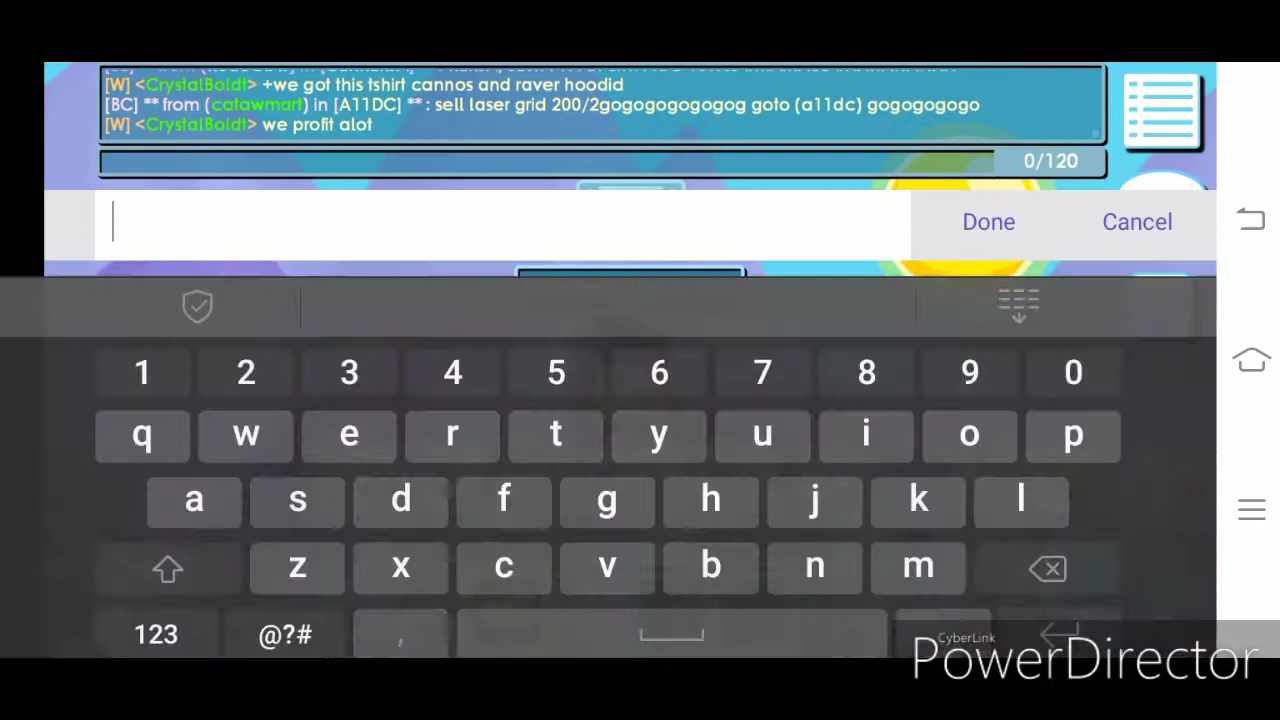 [W] <CrystalBoldt> +we got this tshirt cannos and raver hoodid
[BC] ** from (catawmart) in [A11DC] ** : sell laser grid 200/2gogogogogogog goto (a11dc) gogogogogo
[W] <CrystalBoldt> we profit alot
0/120
Done Cancel
1 2 3 4 5 6 7 8 9 0
q w e r t y u i o p
a s d f g h j k l
z x c v b n m
123 @?# ,
CyberLink
PowerDirector